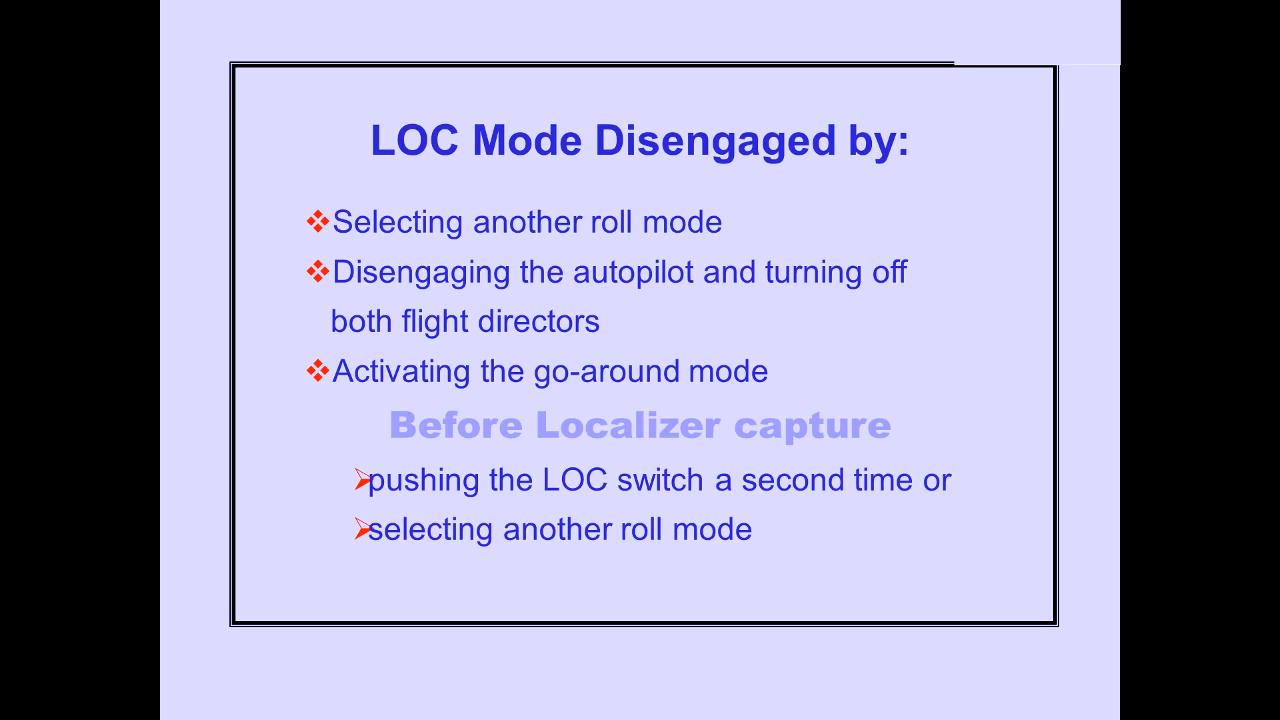 LOC Mode Disengaged by:
Selecting another roll mode
Disengaging the autopilot and turning off
both flight directors
Activating the go-around mode
Before Localizer capture
pushing the LOC switch a second time or
selecting another roll mode